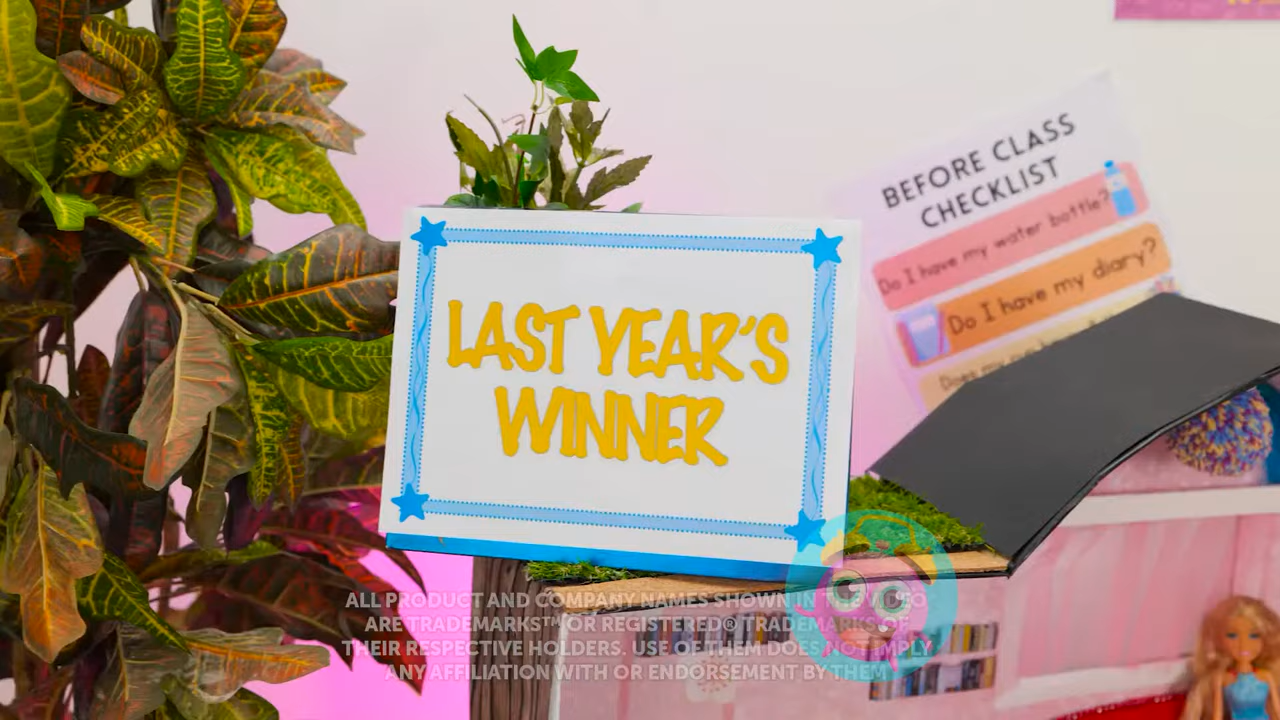 LAST YEAR'S
WINNER
BEFORE CLASS
CHECKLIST
Do I have my water bottle?
Do I have my diary?
ALL PRODUCT AND COMPANY NAMES SHOWN IN
ARE TRADEMARKS™ OR REGISTERED® TRADEMARKS OF
THEIR RESPECTIVE HOLDERS. USE OF THEM DOES NOT IMPLY
ANY AFFILIATION WITH OR ENDORSEMENT BY THEM